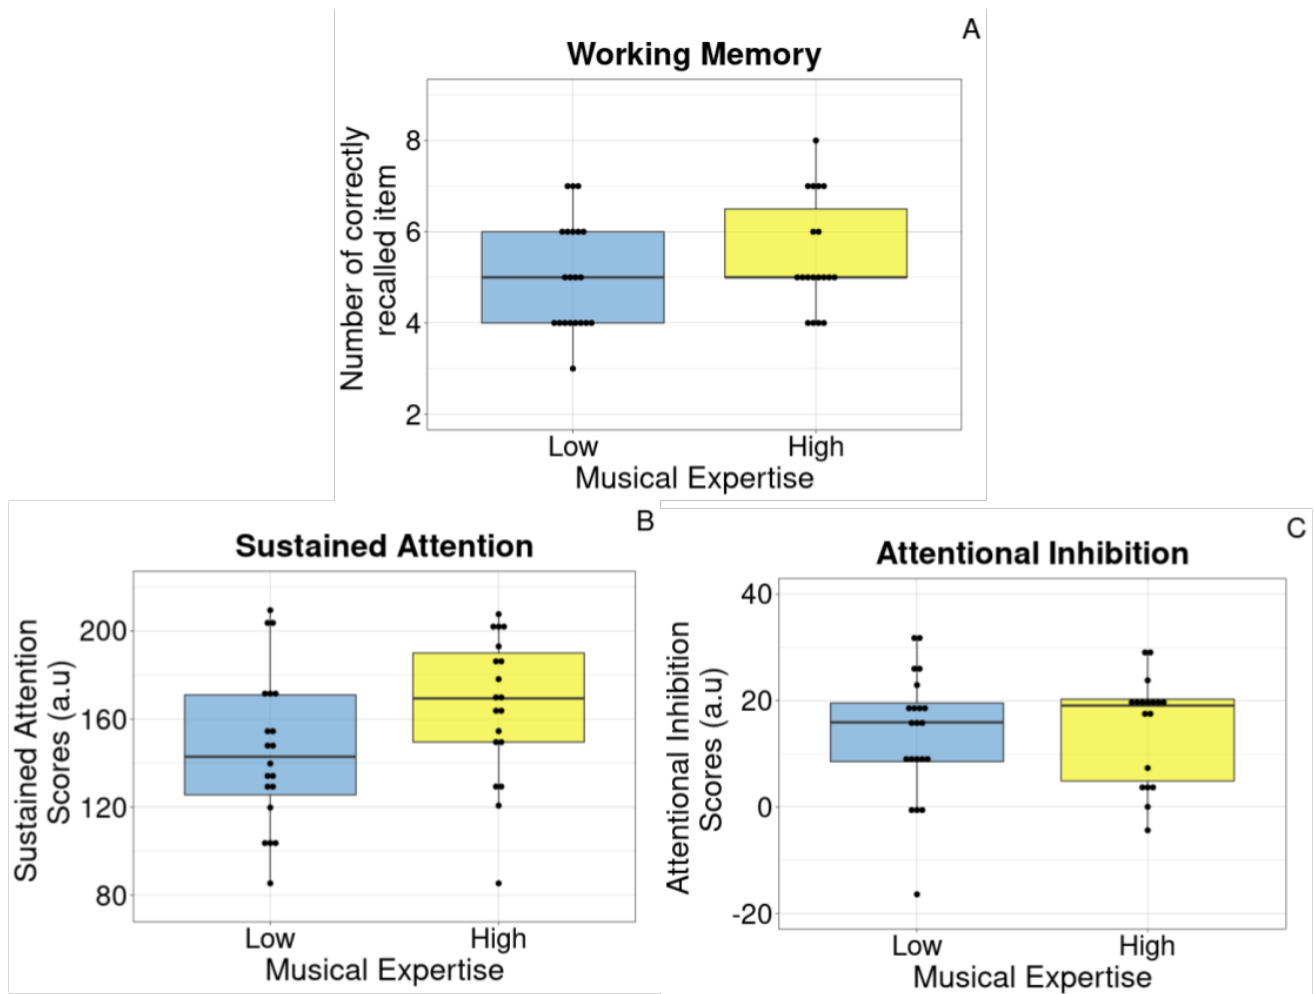 A
Working Memory
Number of correctly
recalled item
8
6
4
2
Low
High
Musical Expertise
B
Sustained Attention
Sustained Attention
Scores (a.u)
200
160
120
80
Low
High
Musical Expertise
C
Attentional Inhibition
Attentional Inhibition
Scores (a.u)
40
20
0
-20
Low
High
Musical Expertise